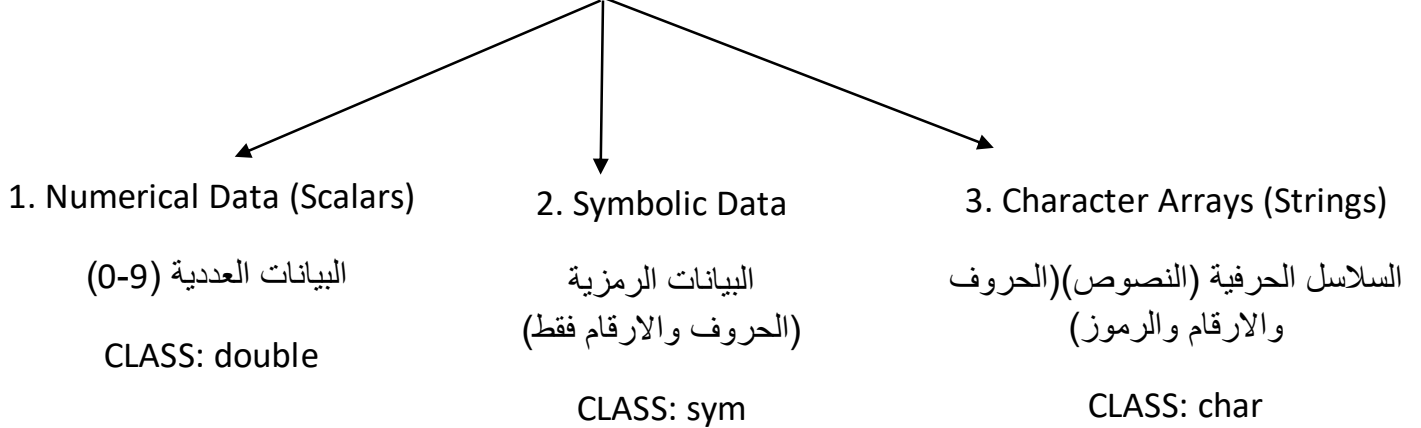 1. Numerical Data (Scalars)
البيانات العددية (0-9)
CLASS: double
2. Symbolic Data
البيانات الرمزية
(الحروف والارقام فقط)
CLASS: sym
3. Character Arrays (Strings)
السلاسل الحرفية (النصوص)(الحروف
والارقام والرموز)
CLASS: char